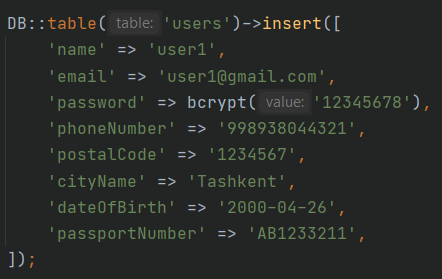 DB::table( table: 'users')->insert([
'name' => 'user1',
'email' => 'user1@gmail.com',
'password' => bcrypt( value: '12345678'),
'phoneNumber' => '998938044321',
'postalCode' => '1234567',
'cityName' => 'Tashkent',
'dateOfBirth' => '2000-04-26',
'passportNumber' => 'AB1233211',
]);